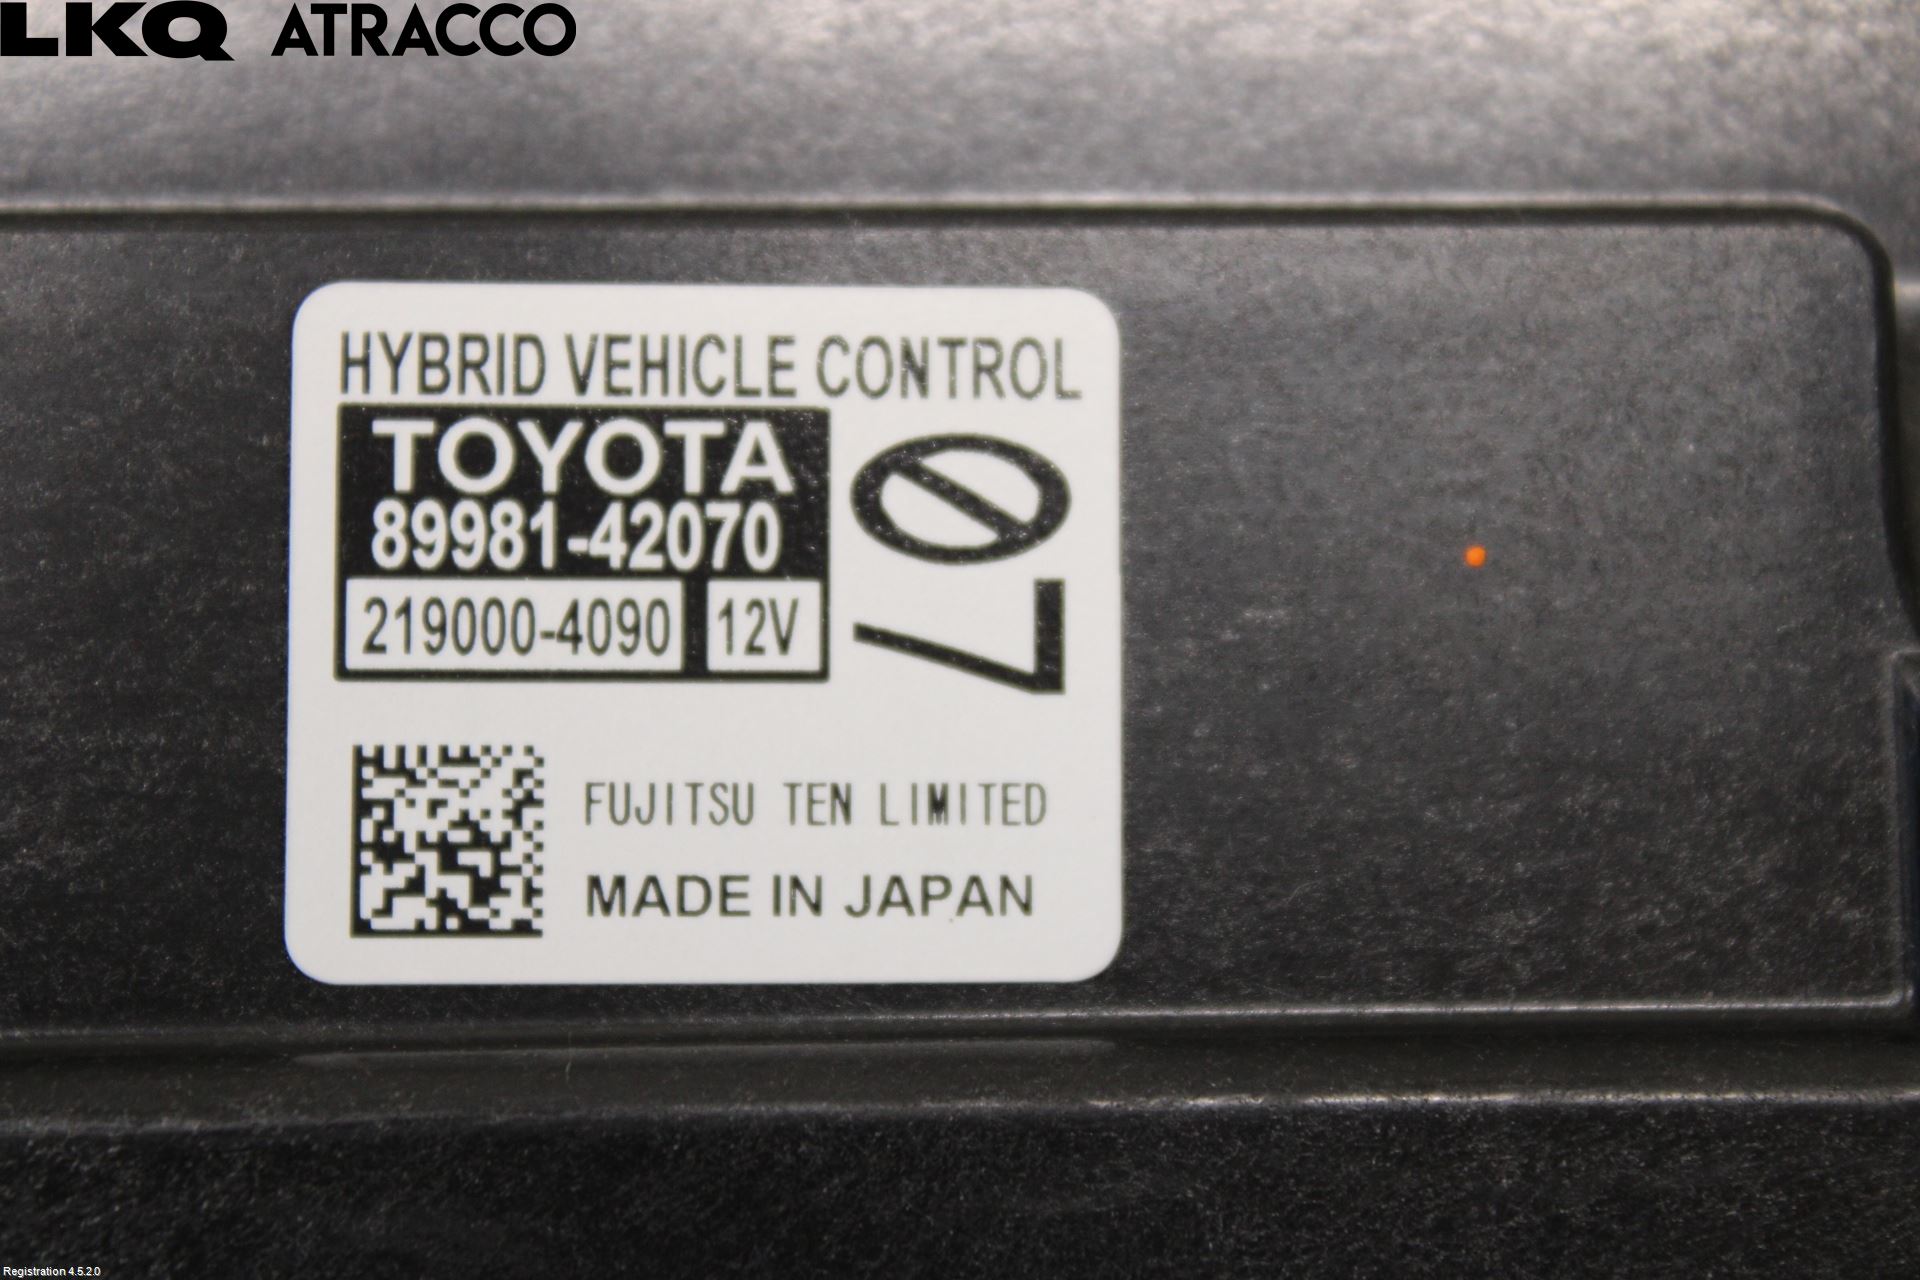 LKQ ATRACCO
HYBRID VEHICLE CONTROL
TOYOTA
89981-42070
219000-4090 12V
07
FUJITSU TEN LIMITED
MADE IN JAPAN
Registration 4.5.2.0